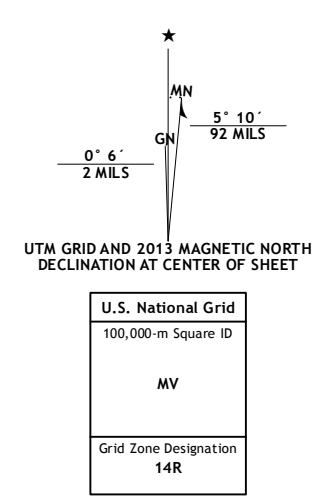 ★
MN
5° 10´
92 MILS
GN
0° 6´
2 MILS
UTM GRID AND 2013 MAGNETIC NORTH
DECLINATION AT CENTER OF SHEET
U.S. National Grid
100,000-m Square ID
MV
Grid Zone Designation
14R